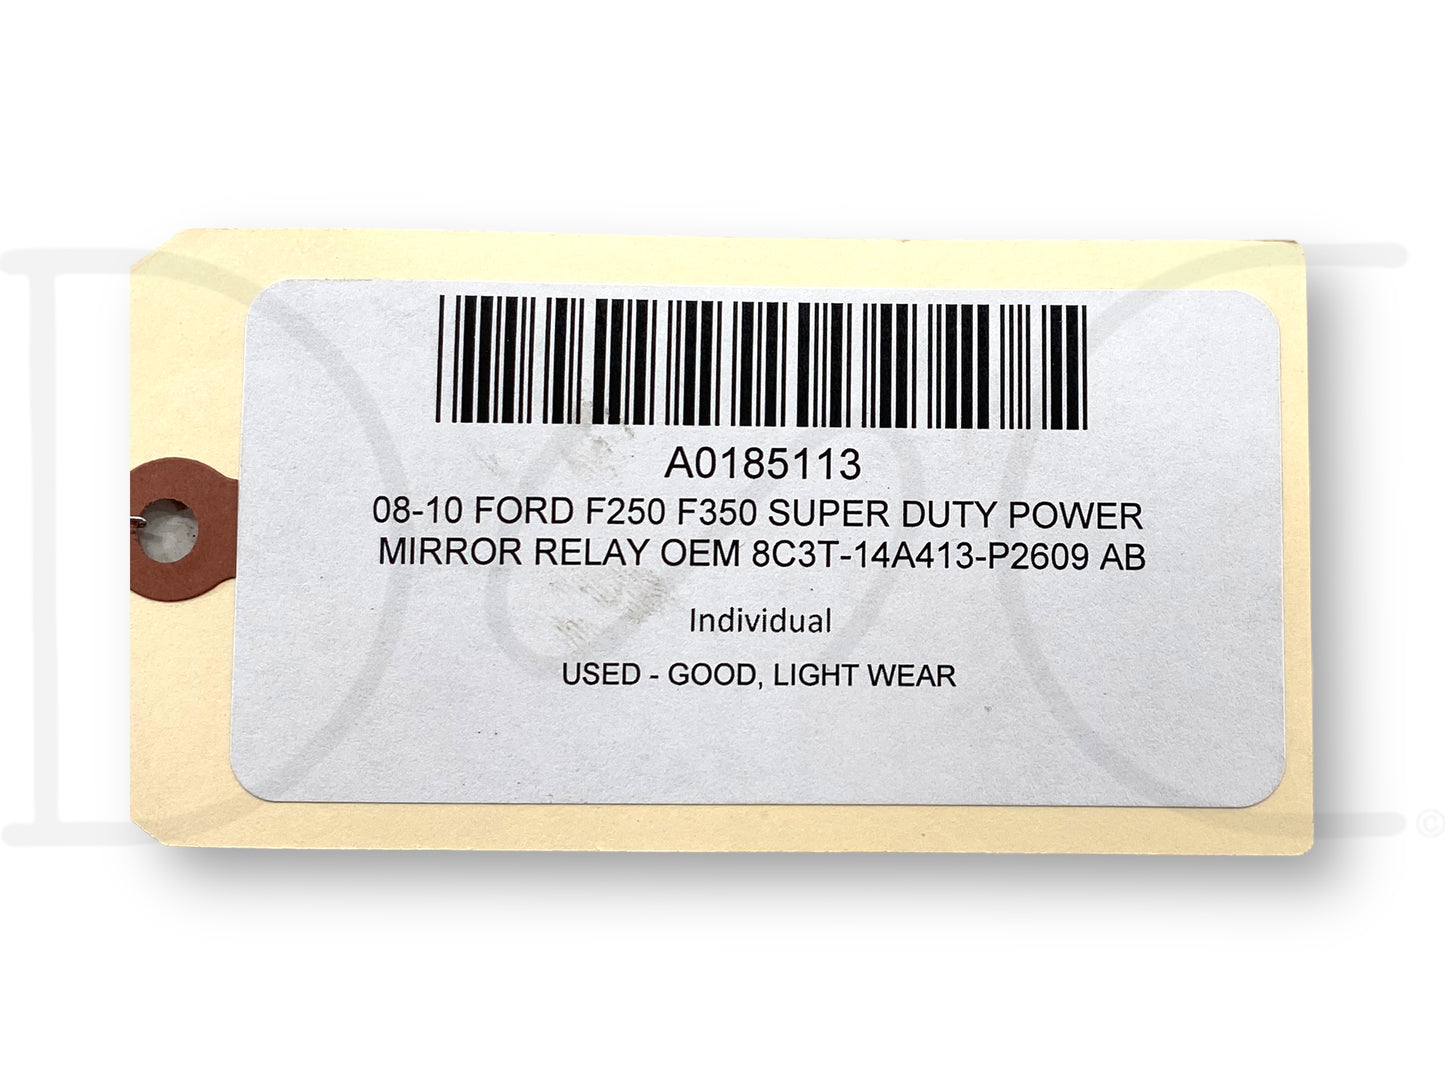 A0185113
08-10 FORD F250 F350 SUPER DUTY POWER
MIRROR RELAY OEM 8C3T-14A413-P2609 AB
Individual
USED - GOOD, LIGHT WEAR
©